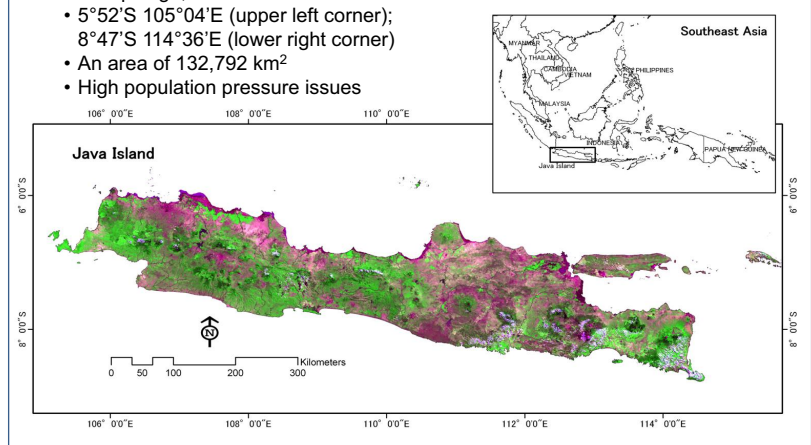 • 5°52'S 105°04'E (upper left corner);
8°47'S 114°36'E (lower right corner)
• An area of 132,792 km²
• High population pressure issues
Southeast Asia
MYANMAR
THAILAND
CAMBODIA
VIETNAM
PHILIPPINES
MALAYSIA
INDONESIA
PAPUA NEW GUINEA
Java Island
106° 0'0"E
108° 0'0"E
110° 0'0"E
Java Island
6° 0'0"S
6° 0'0"S
8° 0'0"S
8° 0'0"S
N
Kilometers
0 50 100 200 300
106° 0'0"E
108° 0'0"E
110° 0'0"E
112° 0'0"E
114° 0'0"E